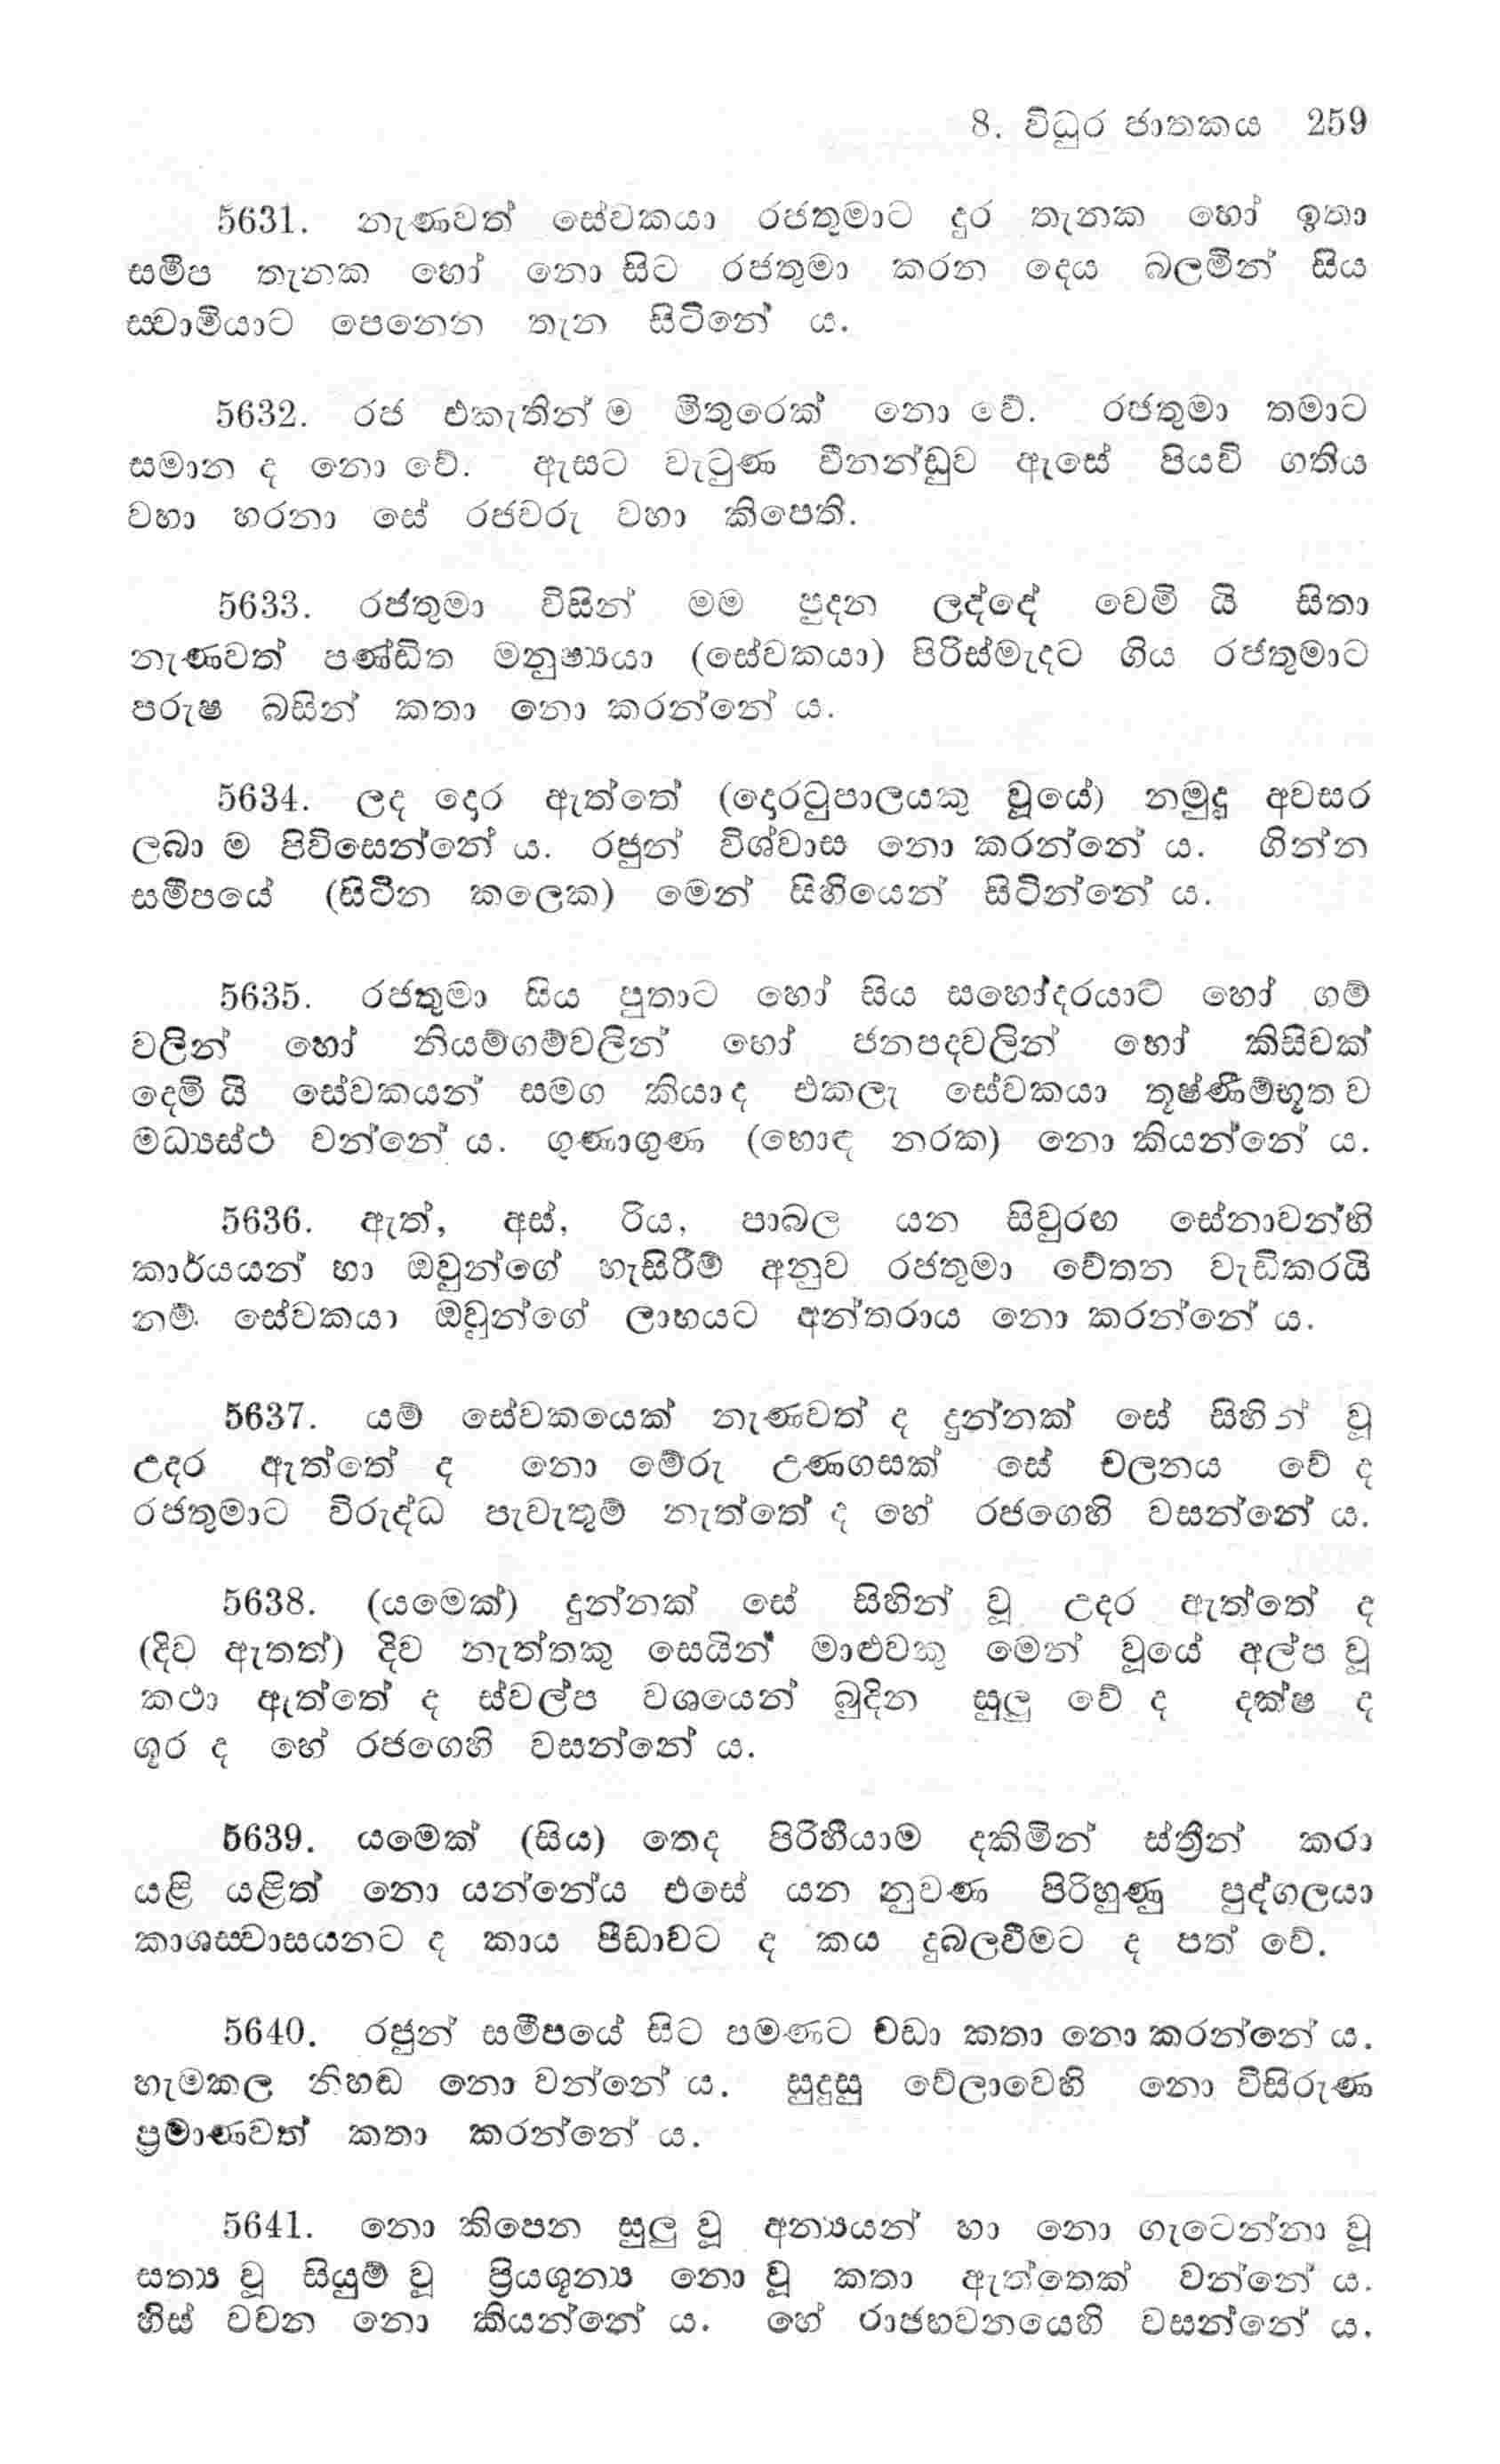 8. විධුර ජාතකය 259
5631. නැණවත් සේවකයා රජතුමාට දුර තැනක හෝ ඉතා
සමීප තැනක හෝ නො සිට රජතුමා කරන දෙය බලමින් සිය
ස්වාමියාට පෙනෙන තැන සිටිනේ ය.
5632. රජ එකැතින් ම මිතුරෙක් නො වේ. රජතුමා තමාට
සමාන ද නො වේ. ඇසට වැටුණ වීනන්ඩුව ඇසේ පියවි ගතිය
වහා හරනා සේ රජවරු වහා කිපෙති.
5633. රජතුමා විසින් මම පුදන ලද්දේ වෙමි යි සිතා
නැණවත් පණ්ඩිත මනුෂ්‍යයා (සේවකයා) පිරිස්මැදට ගිය රජතුමාට
පරුෂ බසින් කතා නො කරන්නේ ය.
5634. ලද දොර ඇත්තේ (දොරටුපාලයකු වූයේ) නමුදු අවසර
ලබා ම පිවිසෙන්නේ ය. රජුන් විශ්වාස නො කරන්නේ ය. ගින්න
සමීපයේ (සිටින කලෙක) මෙන් සිහියෙන් සිටින්නේ ය.
5635. රජතුමා සිය පුතාට හෝ සිය සහෝදරයාට හෝ ගම්
වලින් හෝ නියම්ගම්වලින් හෝ ජනපදවලින් හෝ කිසිවක්
දෙමි යි සේවකයන් සමග කියාද එකලැ සේවකයා තූෂ්ණීම්භූත ව
මධ්‍යස්ථ වන්නේ ය. ගුණාගුණ (හොඳ නරක) නො කියන්නේ ය.
5636. ඇත්, අස්, රිය, පාබල යන සිවුරඟ සේනාවන්හි
කාර්යයන් හා ඔවුන්ගේ හැසිරීම් අනුව රජතුමා වේතන වැඩිකරයි
නම් සේවකයා ඔවුන්ගේ ලාභයට අන්තරාය නො කරන්නේ ය.
5637. යම් සේවකයෙක් නැණවත් ද දුන්නක් සේ සිහින් වූ
උදර ඇත්තේ ද නො මේරු උණගසක් සේ චලනය වේ ද
රජතුමාට විරුද්ධ පැවැතුම් නැත්තේ ද හේ රජගෙහි වසන්නේ ය.
5638. (යමෙක්) දුන්නක් සේ සිහින් වූ උදර ඇත්තේ ද
(දිව ඇතත්) දිව නැත්තකු සෙයින් මාළුවකු මෙන් වූයේ අල්ප වූ
කථා ඇත්තේ ද ස්වල්ප වශයෙන් බුදින සුලු වේ ද දක්ෂ ද
ශූර ද හේ රජගෙහි වසන්නේ ය.
5639. යමෙක් (සිය) තෙද පිරිහීයාම දකිමින් ස්ත්‍රීන් කරා
යළි යළිත් නො යන්නේය එසේ යන නුවණ පිරිහුණු පුද්ගලයා
කාශස්වාසයනට ද කාය පීඩාවට ද කය දුබලවීමට ද පත් වේ.
5640. රජුන් සමීපයේ සිට පමණට වඩා කතා නො කරන්නේ ය.
හැමකල නිහඬ නො වන්නේ ය. සුදුසු වේලාවෙහි නො විසිරුණ
ප්‍රමාණවත් කතා කරන්නේ ය.
5641. නො කිපෙන සුලු වූ අන්‍යයන් හා නො ගැටෙන්නා වූ
සත්‍ය වූ සියුම් වූ ප්‍රියශූන්‍ය නො වූ කතා ඇත්තෙක් වන්නේ ය.
හිස් වචන නො කියන්නේ ය. හේ රාජභවනයෙහි වසන්නේ ය.